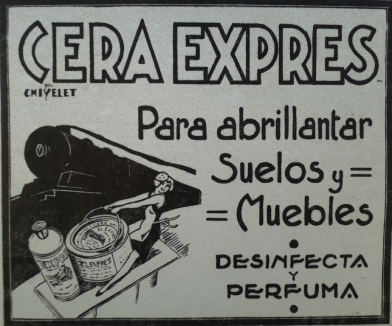 CERA EXPRES
CHIVELET
Para abrillantar
Suelos y =
= Muebles
DESINFECTA
Y
PERFUMA